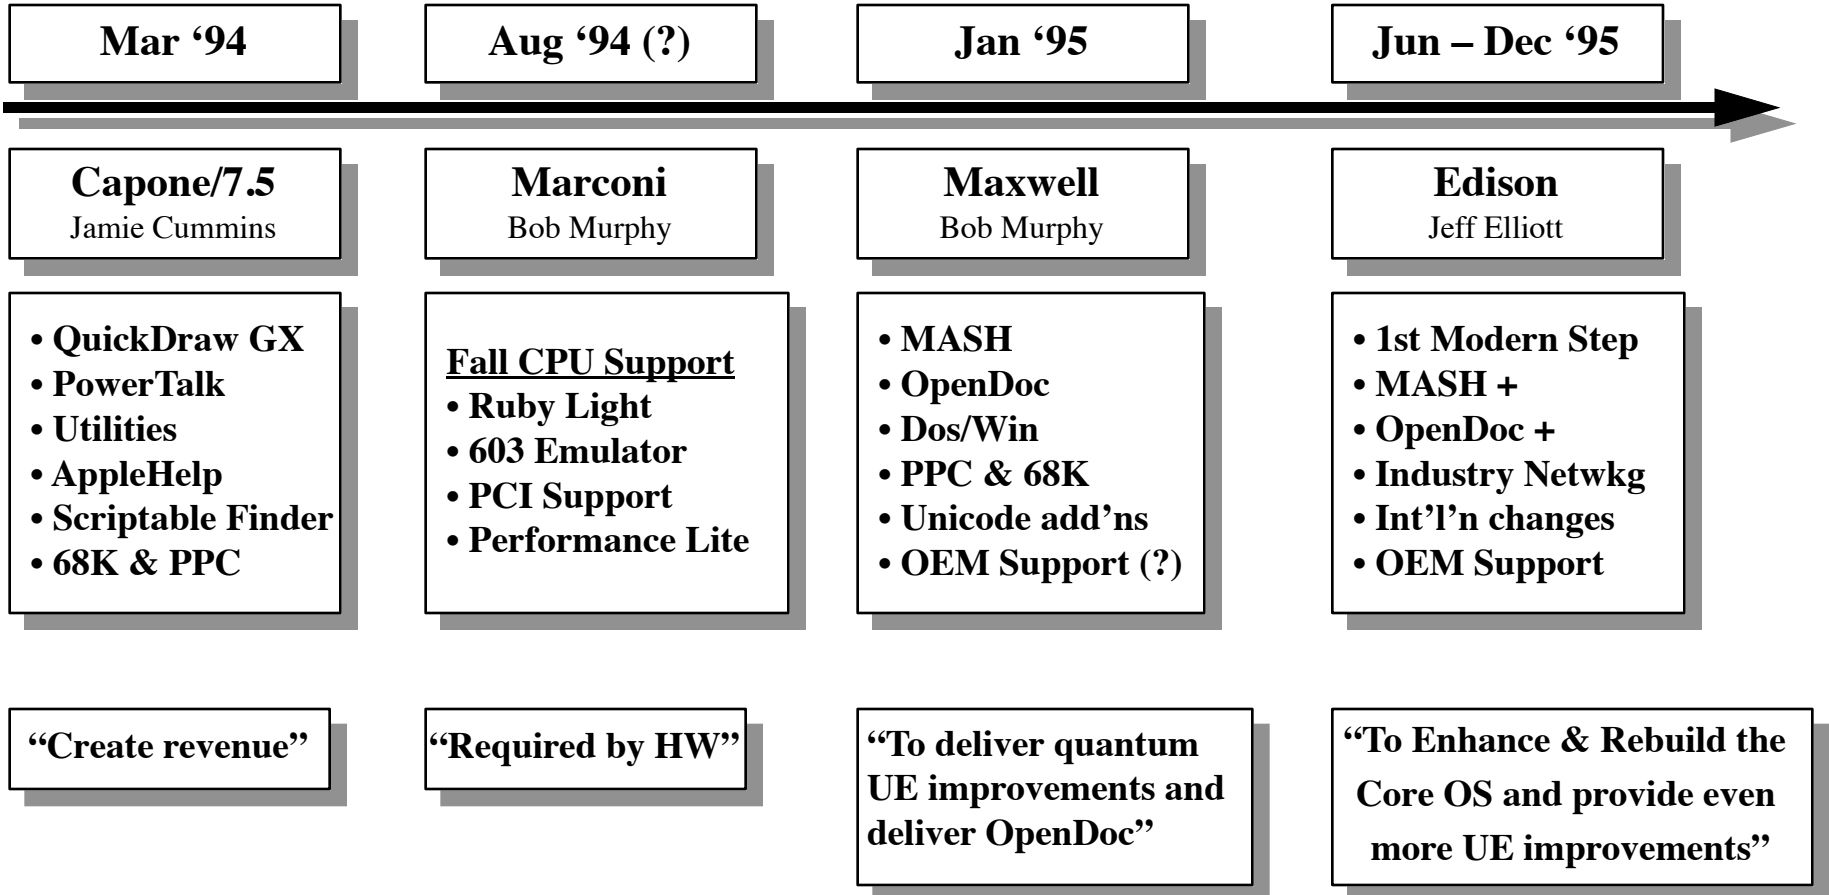 Mar ‘94
Aug ‘94 (?)
Jan ‘95
Jun – Dec ‘95
Capone/7.5
Jamie Cummins
Marconi
Bob Murphy
Maxwell
Bob Murphy
Edison
Jeff Elliott
• QuickDraw GX
• PowerTalk
• Utilities
• AppleHelp
• Scriptable Finder
• 68K & PPC
Fall CPU Support
• Ruby Light
• 603 Emulator
• PCI Support
• Performance Lite
• MASH
• OpenDoc
• Dos/Win
• PPC & 68K
• Unicode add’ns
• OEM Support (?)
• 1st Modern Step
• MASH +
• OpenDoc +
• Industry Netwkg
• Int’l’n changes
• OEM Support
“Create revenue”
“Required by HW”
“To deliver quantum
UE improvements and
deliver OpenDoc”
“To Enhance & Rebuild the
Core OS and provide even
more UE improvements”